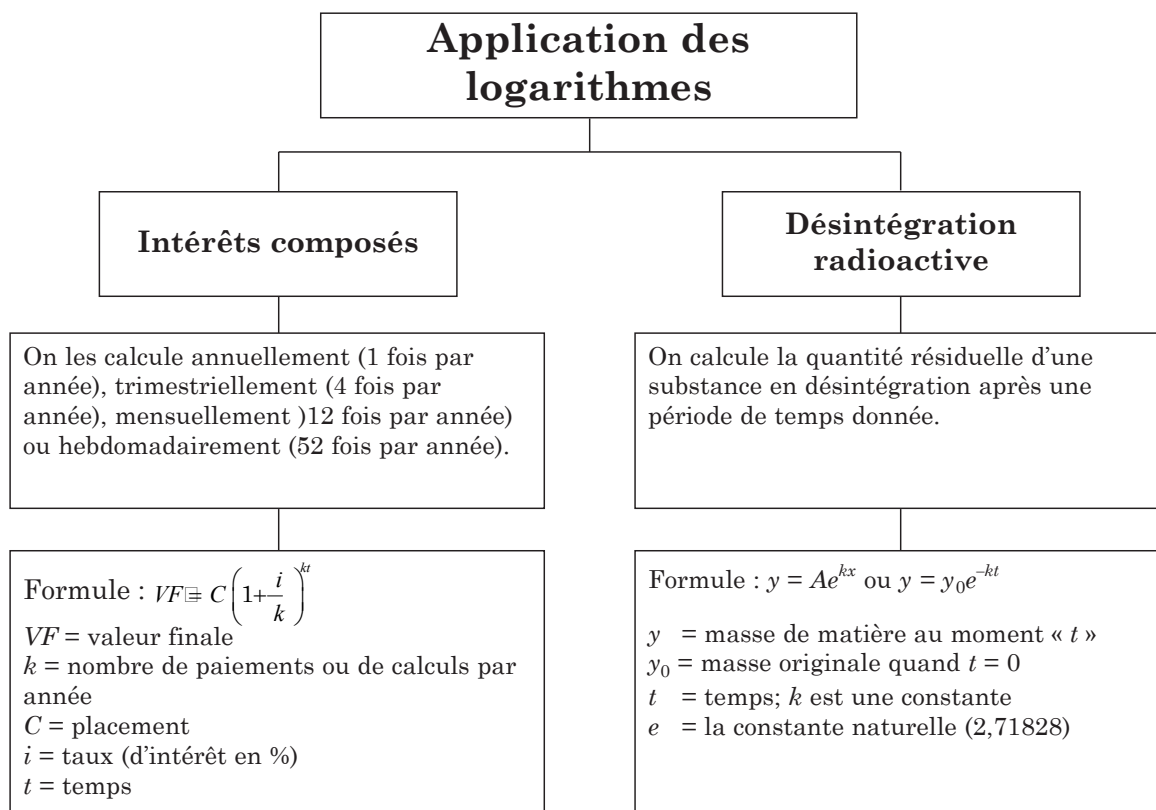 Application des
logarithmes
Intérêts composés
On les calcule annuellement (1 fois par
année), trimestriellement (4 fois par
année), mensuellement )12 fois par année)
ou hebdomadairement (52 fois par année).
Formule : VF = C(1+i/k)^kt
VF = valeur finale
k = nombre de paiements ou de calculs par
année
C = placement
i = taux (d'intérêt en %)
t = temps
Désintégration
radioactive
On calcule la quantité résiduelle d'une
substance en désintégration après une
période de temps donnée.
Formule : y = Ae^kx ou y = y₀e^–kt
y = masse de matière au moment « t »
y₀ = masse originale quand t = 0
t = temps; k est une constante
e = la constante naturelle (2,71828)